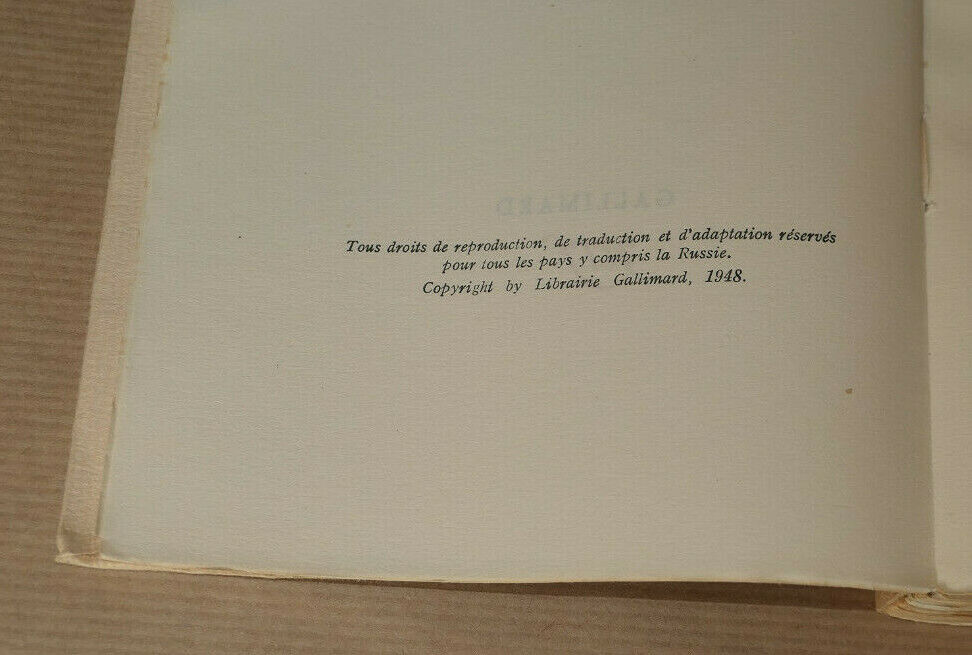 GALLIMARD
Tous droits de reproduction, de traduction et d'adaptation réservés
pour tous les pays y compris la Russie.
Copyright by Librairie Gallimard, 1948.